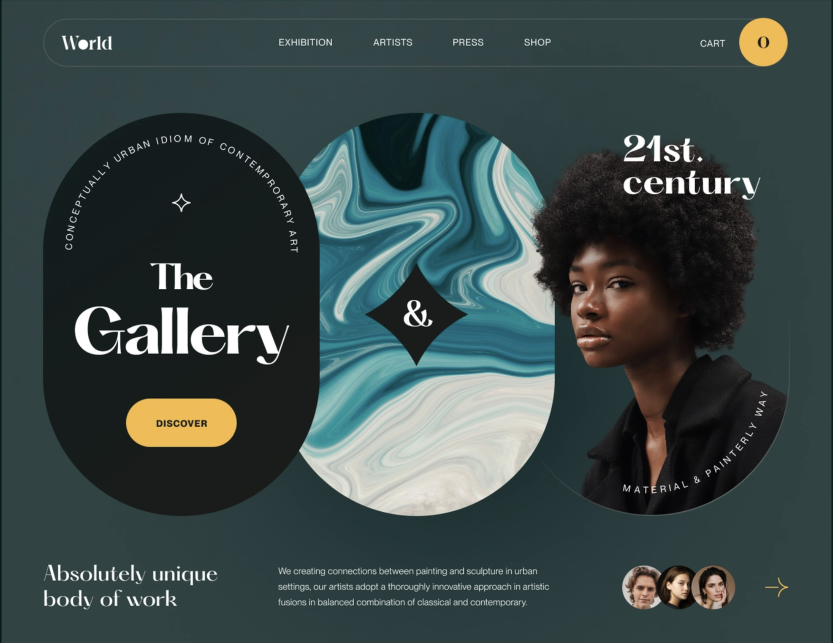 World
EXHIBITION
ARTISTS
PRESS
SHOP
CART
0
CONCEPTUALLY URBAN IDIOM OF CONTEMPRORARY ART
The
Gallery
DISCOVER
&
21st.
century
MATERIAL & PAINTERLY WAY
Absolutely unique
body of work
We creating connections between painting and sculpture in urban
settings, our artists adopt a thoroughly innovative approach in artistic
fusions in balanced combination of classical and contemporary.